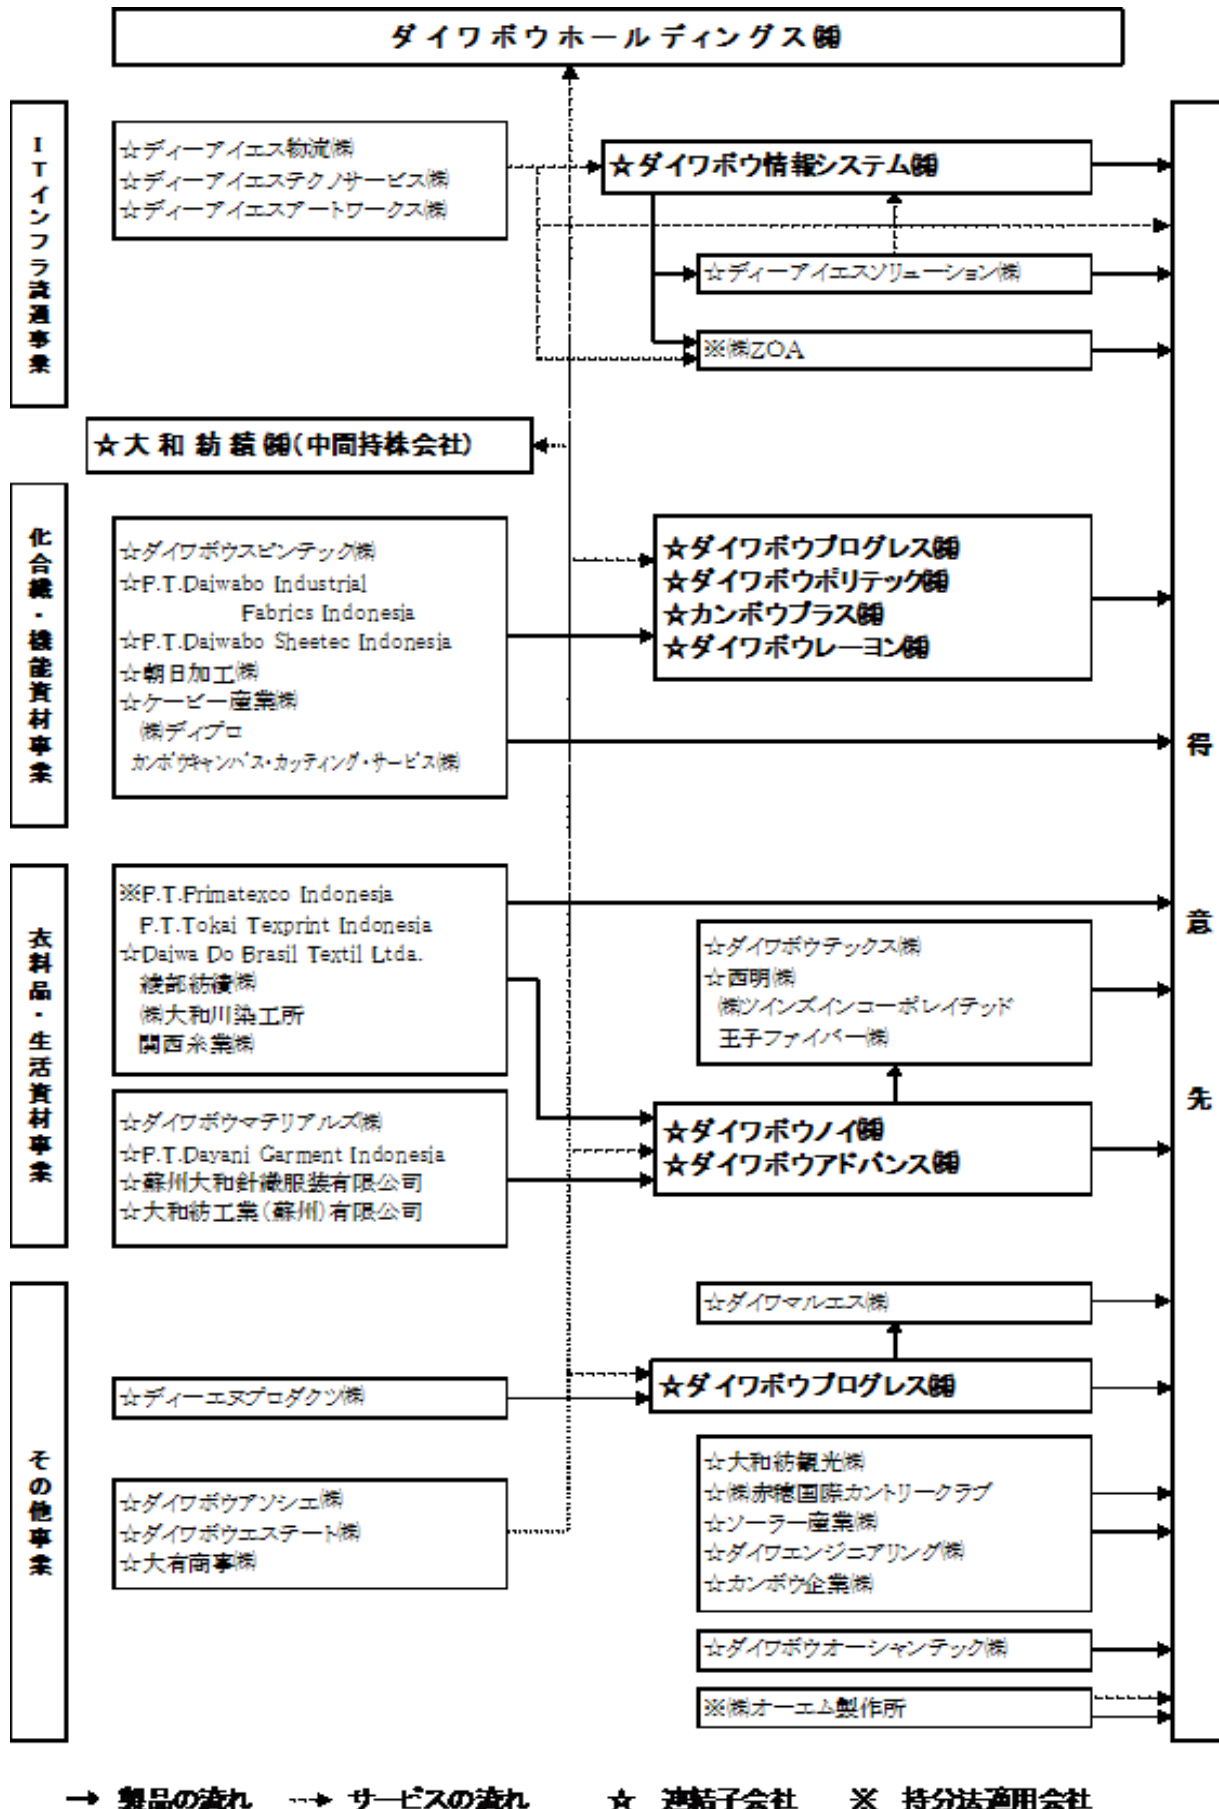 ダイワボウホールディングス㈱
ITインフラ流通事業
☆ディーアイエス物流㈱
☆ディーアイエステクノサービス㈱
☆ディーアイエスアートワークス㈱
☆ダイワボウ情報システム㈱
☆ディーアイエスソリューション㈱
※㈱ZOA
☆大和紡績㈱(中間持株会社)
化合繊・機能資材事業
☆ダイワボウスピンテック㈱
☆P.T.Daiwabo Industrial
Fabrics Indonesia
☆P.T.Daiwabo Sheetec Indonesia
☆朝日加工㈱
☆ケービー産業㈱
㈱ディプロ
カンボウキャンバス・カッティング・サービス㈱
☆ダイワボウプログレス㈱
☆ダイワボウポリテック㈱
☆カンボウプラス㈱
☆ダイワボウレーヨン㈱
衣料品・生活資材事業
※P.T.Primatexco Indonesia
P.T.Tokai Texprint Indonesia
☆Daiwa Do Brasil Textil Ltda.
綾部紡績㈱
㈱大和川染工所
関西糸業㈱
☆ダイワボウマテリアルズ㈱
☆P.T.Dayani Garment Indonesia
☆蘇州大和針織服装有限公司
☆大和紡工業(蘇州)有限公司
☆ダイワボウテックス㈱
☆西明㈱
㈱ツインズインコーポレイテッド
王子ファイバー㈱
☆ダイワボウノイ㈱
☆ダイワボウアドバンス㈱
その他事業
☆ダイワマルエス㈱
☆ディーエヌプロダクツ㈱
☆ダイワボウプログレス㈱
☆ダイワボウアソシエ㈱
☆ダイワボウエステート㈱
☆大有商事㈱
☆大和紡観光㈱
☆㈱赤穂国際カントリークラブ
☆ソーラー産業㈱
☆ダイワエンジニアリング㈱
☆カンボウ企業㈱
☆ダイワボウオーシャンテック㈱
※㈱オーエム製作所
得意先
→ 製品の流れ ┈→ サービスの流れ ☆ 連結子会社 ※ 持分法適用会社